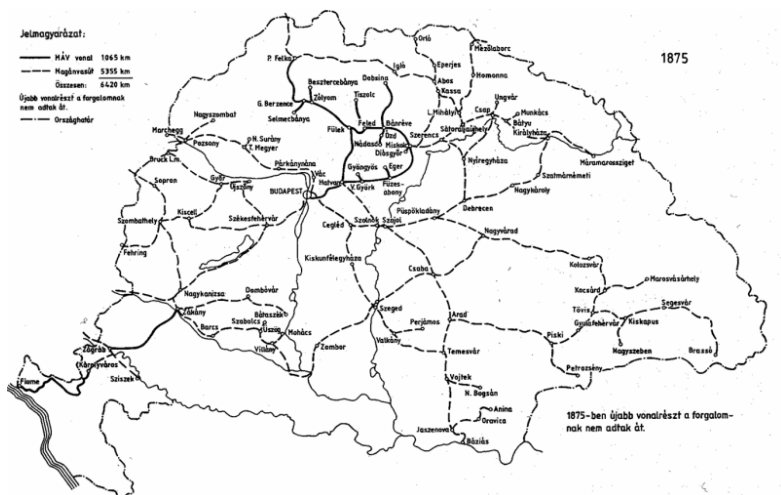 Jelmagyarázat:
MÁV vonal 1065 km
Magánvasút 5355 km
Összesen: 6420 km
Újabb vonalrészt a forgalomnak
nem adtak át.
Országhatár
1875
Orló
Mezőlaborc
P. Felka
Igló
Eperjes
Abos
Kassa
Homonna
Besztercebánya
Dobsina
Tiszolc
G. Berzence
Zólyom
Selmecbánya
L. Mihályi
Ungvár
Csap
Munkács
Bátyu
Királyháza
Sátoraljaújhely
Nagyszombat
Marchegg
Pozsony
N. Surány
T. Megyer
Fülek
Feled
Bánréve
Ózd
Nádasd
Miskolc
Diósgyőr
Szerencs
Máramarossziget
Bruck L.m.
Párkánynána
Vác
Gyöngyös
Eger
Nyíregyháza
Szatmárnémeti
Sopron
Győr
Újszőny
BUDAPEST
Hatvan
V. Györk
Füzes-
abony
Nagykároly
Szombathely
Kiscell
Székesfehérvár
Püspökladány
Debrecen
Cegléd
Szolnok
Szajol
Nagyvárad
Fehring
Kiskunfélegyháza
Kolozsvár
Csaba
Kocsárd
Marosvásárhely
Nagykanizsa
Zákány
Dombóvár
Bátaszék
Szabolcs
Üszög
Mohács
Barcs
Villány
Szeged
Perjámos
Valkány
Arad
Tövis
Gyulafehérvár
Kiskapus
Segesvár
Piski
Nagyszeben
Brassó
Zombor
Temesvár
Zágráb
Károlyváros
Sziszek
Fiume
Petrozsény
Vojtek
N. Bogsán
Anina
Oravica
Jaszenova
Báziás
1875-ben újabb vonalrészt a forgalom-
nak nem adtak át.